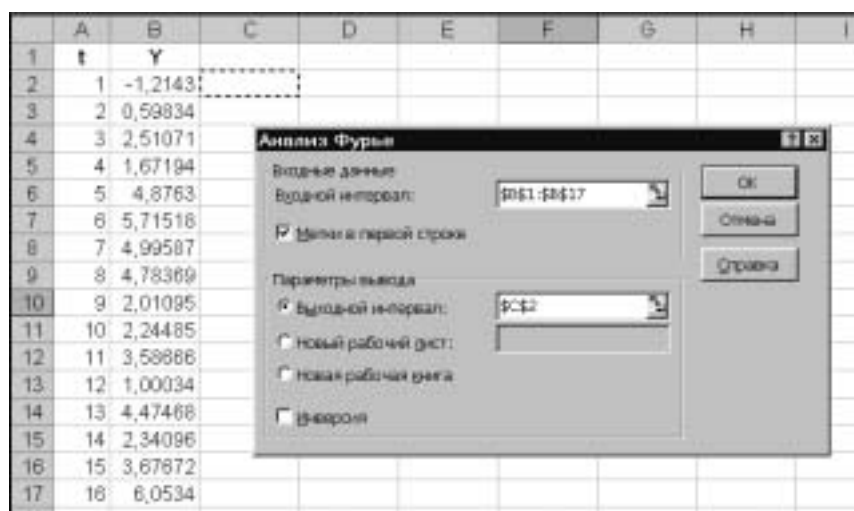 A B C D E F G H I
1 t Y
2 1 -1,2143
3 2 0,59834
4 3 2,51071
5 4 1,67194
6 5 4,8763
7 6 5,71518
8 7 4,99587
9 8 4,78369
10 9 2,01095
11 10 2,24485
12 11 3,58666
13 12 1,00034
14 13 4,47468
15 14 2,34096
16 15 3,67672
17 16 6,0534
Анализ Фурье
Входные данные
Входной интервал: $B$1:$B$17
Метки в первой строке
Параметры вывода
Выходной интервал: $C$2
Новый рабочий лист:
Новая рабочая книга
Инверсия
OK
Отмена
Справка